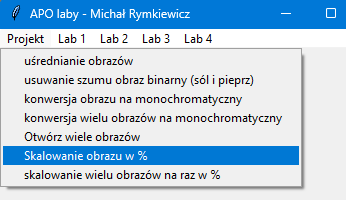 APO laby - Michał Rymkiewicz
Projekt Lab 1 Lab 2 Lab 3 Lab 4
uśrednianie obrazów
usuwanie szumu obraz binarny (sól i pieprz)
konwersja obrazu na monochromatyczny
konwersja wielu obrazów na monochromatyczny
Otwórz wiele obrazów
Skalowanie obrazu w %
skalowanie wielu obrazów na raz w %